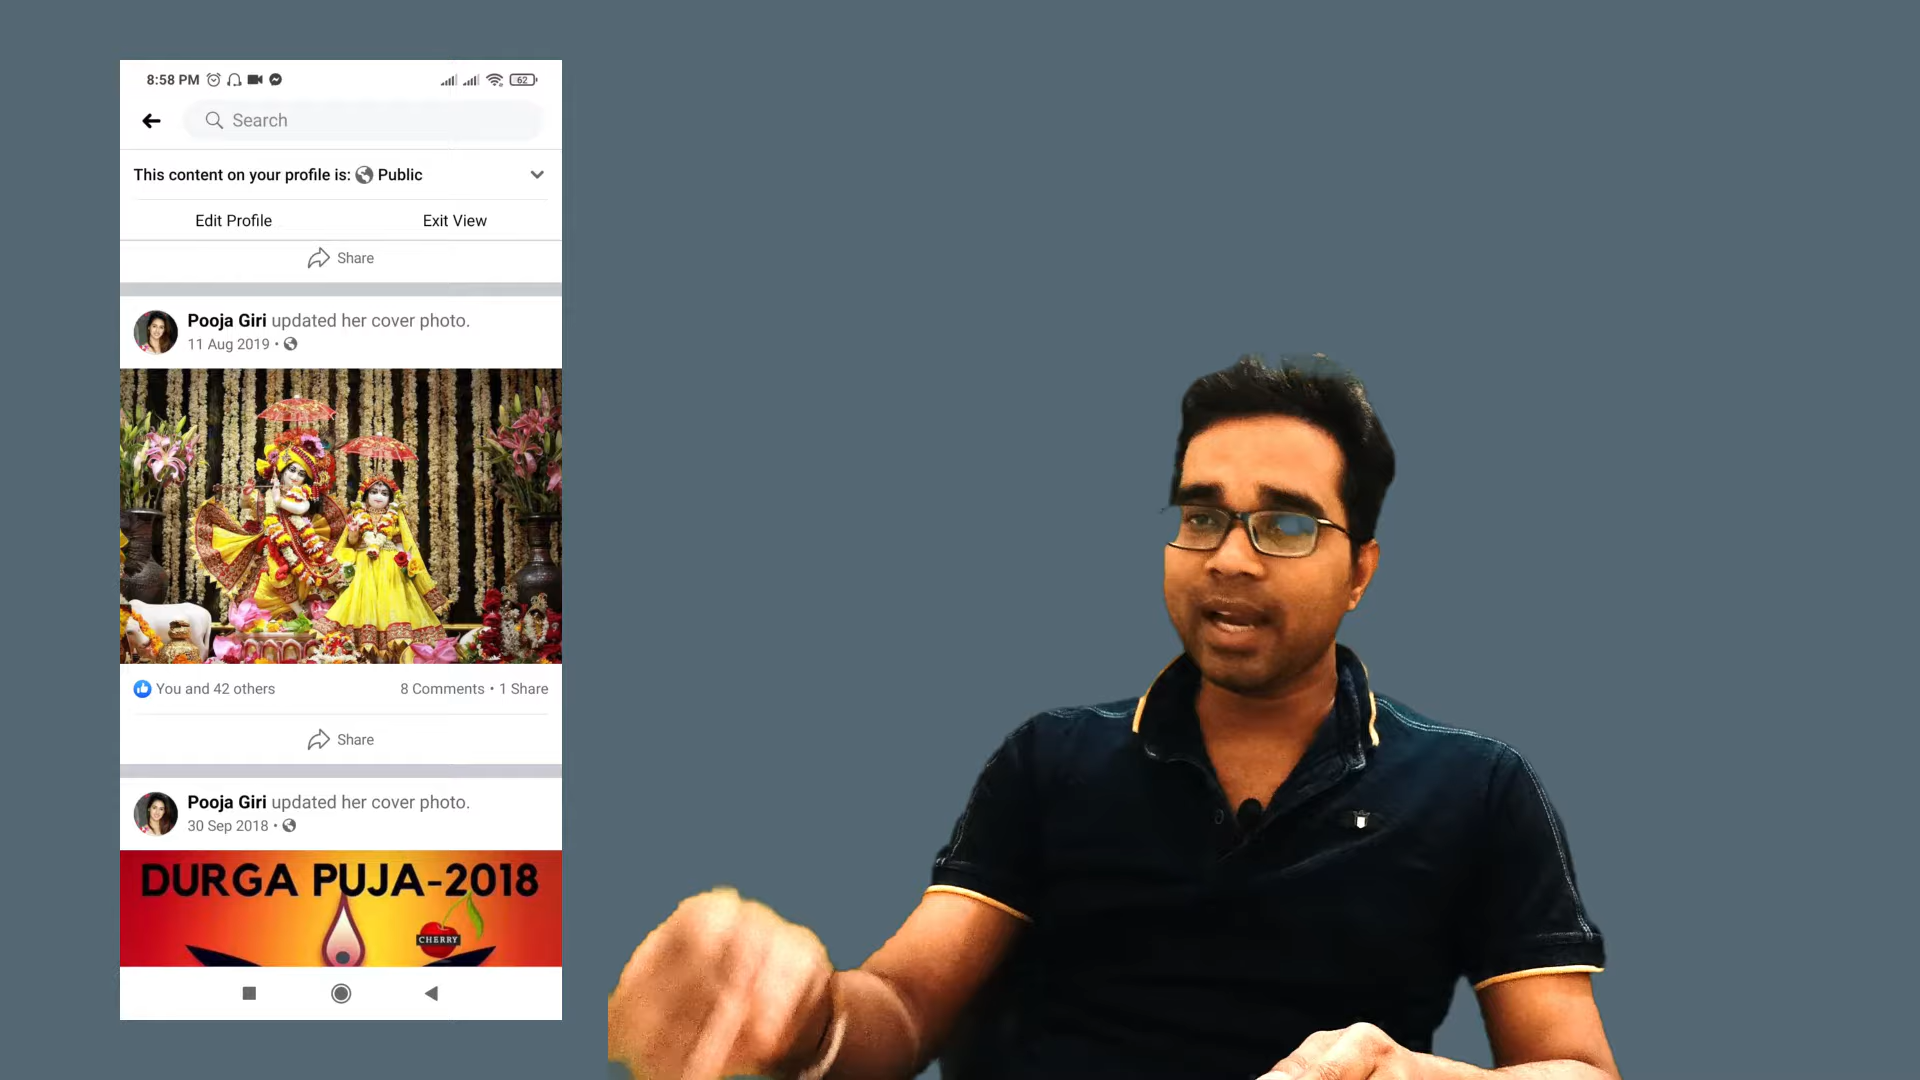 8:58 PM
62
Search
This content on your profile is: Public
Edit Profile
Exit View
Share
Pooja Giri updated her cover photo.
11 Aug 2019 •
You and 42 others
8 Comments • 1 Share
Share
Pooja Giri updated her cover photo.
30 Sep 2018 •
DURGA PUJA-2018
CHERRY